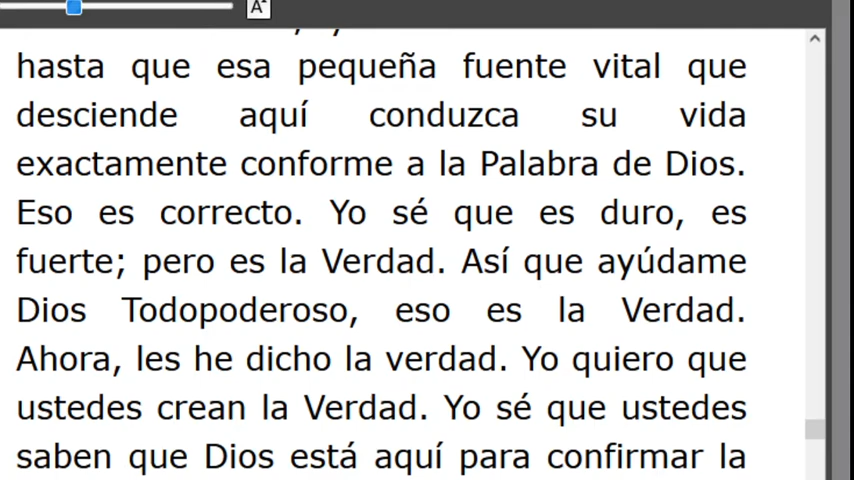 A
hasta que esa pequeña fuente vital que
desciende aquí conduzca su vida
exactamente conforme a la Palabra de Dios.
Eso es correcto. Yo sé que es duro, es
fuerte; pero es la Verdad. Así que ayúdame
Dios Todopoderoso, eso es la Verdad.
Ahora, les he dicho la verdad. Yo quiero que
ustedes crean la Verdad. Yo sé que ustedes
saben que Dios está aquí para confirmar la